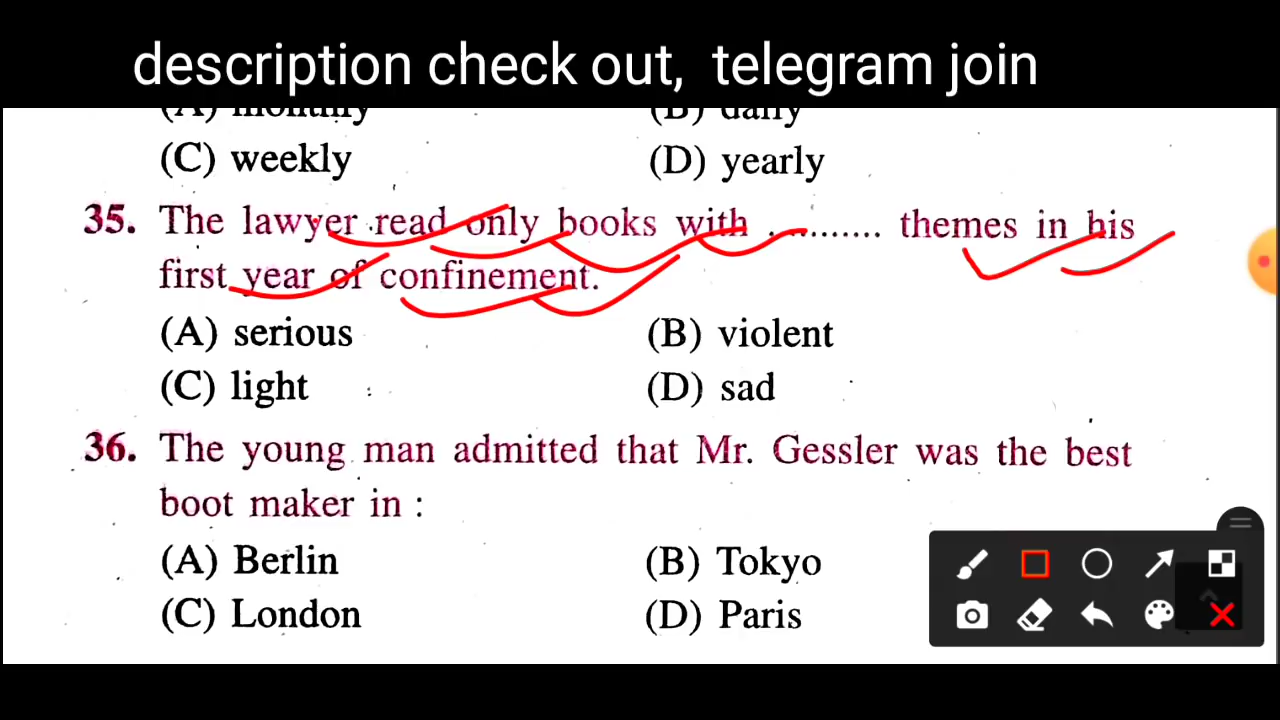 description check out, telegram join
(A) monthly (B) daily
(C) weekly (D) yearly
35. The lawyer read only books with ........... themes in his
first year of confinement.
(A) serious (B) violent
(C) light (D) sad
36. The young man admitted that Mr. Gessler was the best
boot maker in :
(A) Berlin (B) Tokyo
(C) London (D) Paris